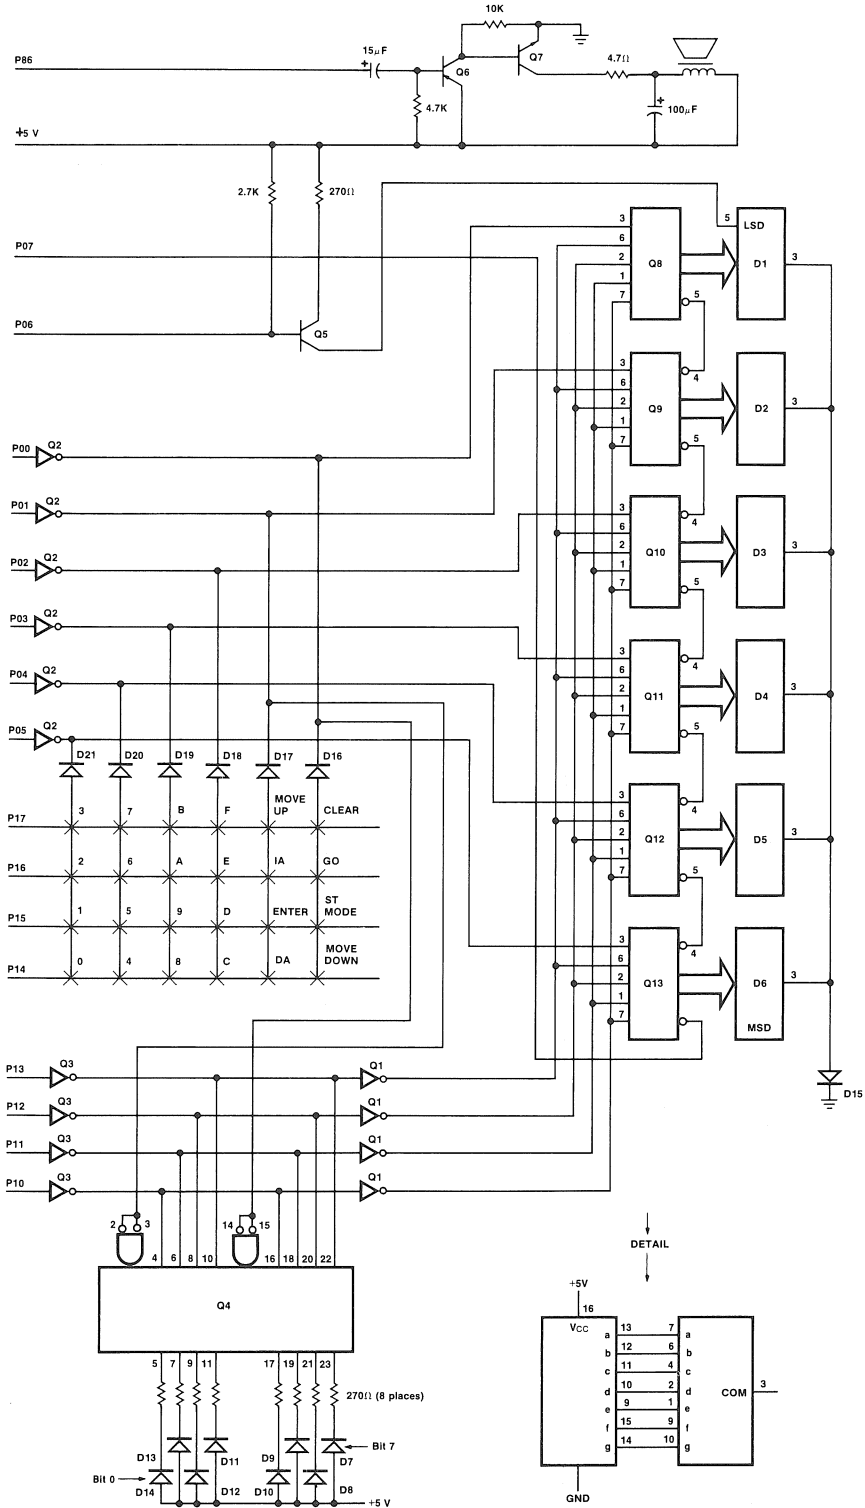 10K
15µF
P86
Q6
Q7
4.7Ω
4.7K
100µF
+5 V
2.7K
270Ω
P07
P06
Q5
3
6
2
1
7
Q8
5
4
5
LSD
D1
3
3
6
2
1
7
Q9
5
4
D2
3
P00
Q2
P01
Q2
3
6
2
1
7
Q10
5
4
D3
3
P02
Q2
P03
Q2
3
6
2
1
7
Q11
5
D4
3
P04
Q2
P05
Q2
D21
D20
D19
D18
D17
D16
4
3
6
2
1
7
Q12
5
D5
3
P17
3
7
B
F
MOVE UP
CLEAR
P16
2
6
A
E
IA
GO
P15
1
5
9
D
ENTER
ST MODE
P14
0
4
8
C
DA
MOVE DOWN
4
3
6
2
1
7
Q13
D6
MSD
3
D15
P13
Q3
Q1
P12
Q3
Q1
P11
Q3
Q1
P10
Q3
Q1
2
3
14
15
4
6
8
10
16
18
20
22
Q4
5
7
9
11
17
19
21
23
270Ω (8 places)
D13
D11
D9
D7
Bit 7
Bit 0
D14
D12
D10
D8
+5 V
DETAIL
+5V
16
VCC
a
13
7
a
b
12
6
b
c
11
4
c
d
10
2
d
e
9
1
e
f
15
9
f
g
14
10
g
COM
3
GND